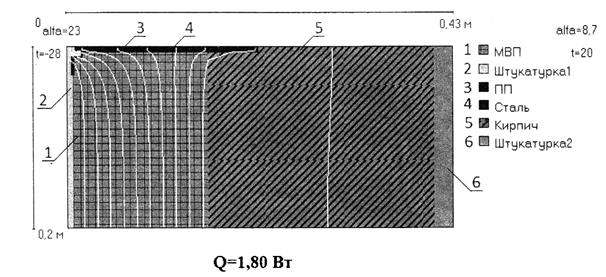 0
3
4
5
0,43 м
alfa=23
alfa=8,7
t=-28
t=20
2
1
6
0,2 м
1 МВП
2 Штукатурка1
3 ПП
4 Сталь
5 Кирпич
6 Штукатурка2
Q=1,80 Вт